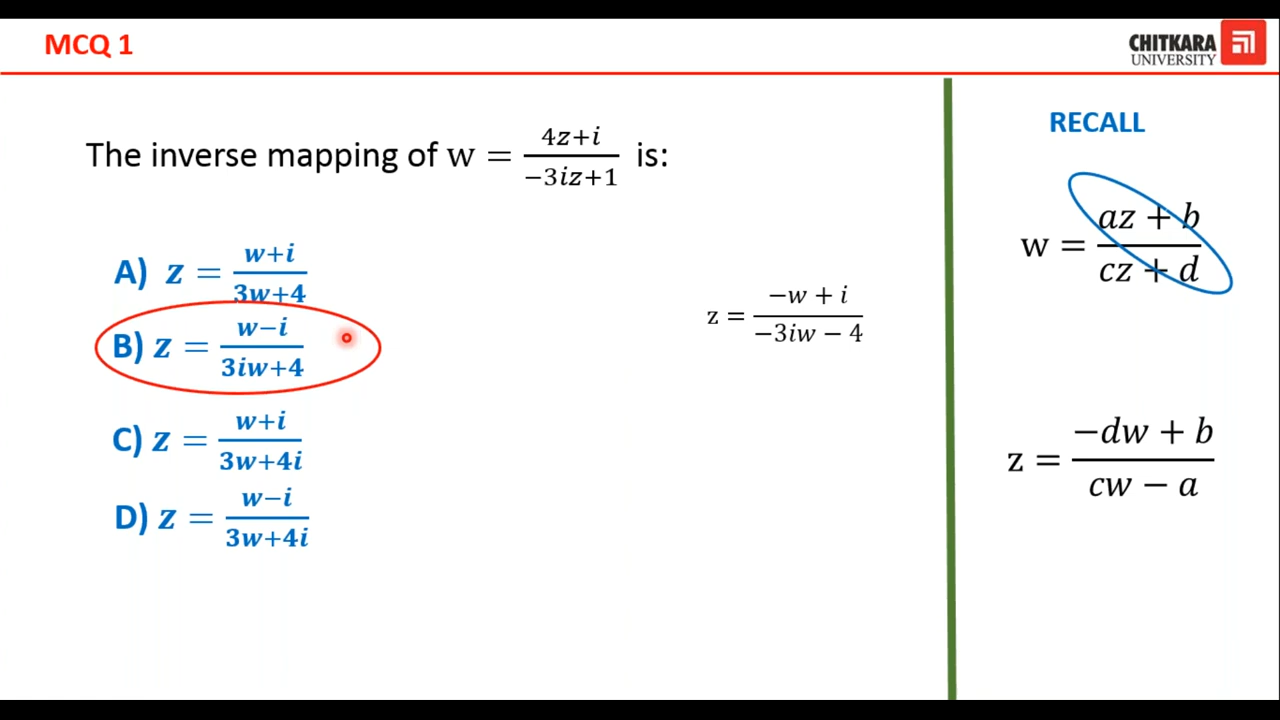 MCQ 1
CHITKARA
UNIVERSITY
The inverse mapping of w = (4z+i)/(−3iz+1) is:
A) z = (w+i)/(3w+4)
B) z = (w−i)/(3iw+4)
C) z = (w+i)/(3w+4i)
D) z = (w−i)/(3w+4i)
z = (−w + i)/(−3iw − 4)
RECALL
w = (az + b)/(cz + d)
z = (−dw + b)/(cw − a)